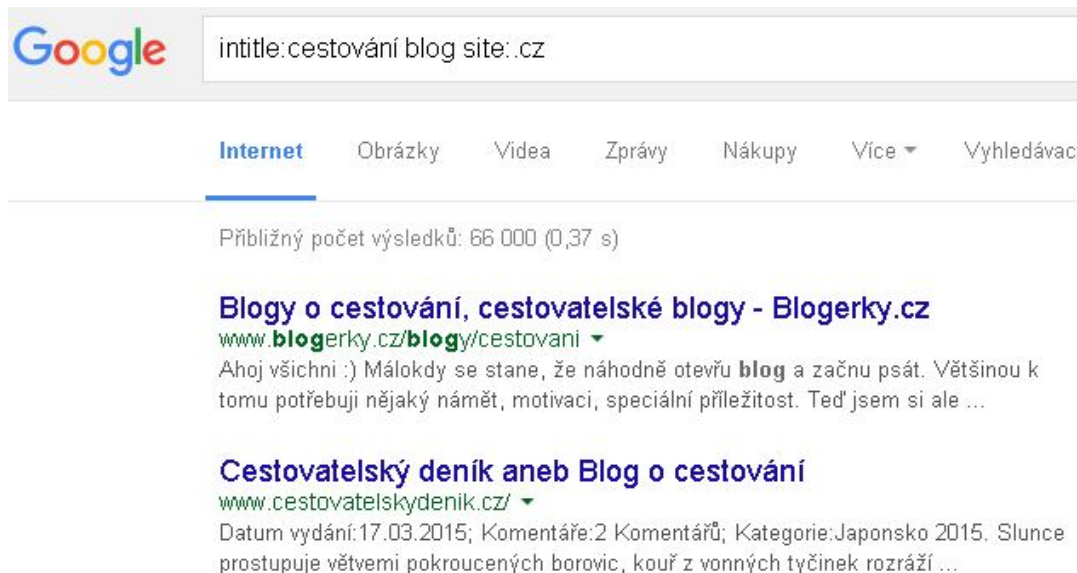 Google
intitle:cestování blog site:.cz
Internet Obrázky Videa Zprávy Nákupy Více Vyhledávac
Přibližný počet výsledků: 66 000 (0,37 s)
Blogy o cestování, cestovatelské blogy - Blogerky.cz
www.blogerky.cz/blogy/cestovani
Ahoj všichni :) Málokdy se stane, že náhodně otevřu blog a začnu psát. Většinou k
tomu potřebuji nějaký námět, motivaci, speciální příležitost. Teď jsem si ale ...
Cestovatelský deník aneb Blog o cestování
www.cestovatelskydenik.cz/
Datum vydání:17.03.2015; Komentáře:2 Komentářů; Kategorie:Japonsko 2015. Slunce
prostupuje větvemi pokroucených borovic, kouř z vonných tyčinek rozráží ...